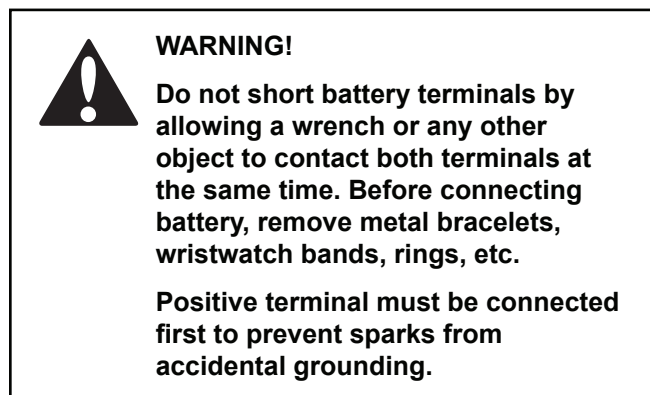 WARNING!
Do not short battery terminals by
allowing a wrench or any other
object to contact both terminals at
the same time. Before connecting
battery, remove metal bracelets,
wristwatch bands, rings, etc.
Positive terminal must be connected
first to prevent sparks from
accidental grounding.